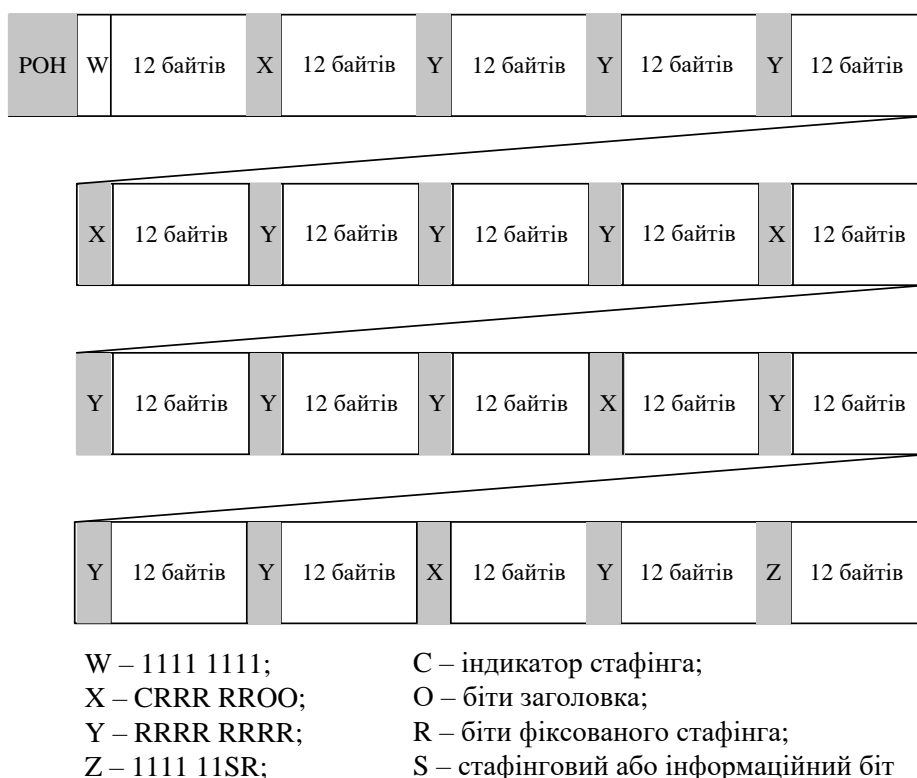 РОН W 12 байтів X 12 байтів Y 12 байтів Y 12 байтів Y 12 байтів
X 12 байтів Y 12 байтів Y 12 байтів Y 12 байтів X 12 байтів
Y 12 байтів Y 12 байтів Y 12 байтів X 12 байтів Y 12 байтів
Y 12 байтів Y 12 байтів X 12 байтів Y 12 байтів Z 12 байтів
W – 1111 1111;
X – CRRR RROO;
Y – RRRR RRRR;
Z – 1111 11SR;
C – індикатор стафінга;
O – біти заголовка;
R – біти фіксованого стафінга;
S – стафінговий або інформаційний біт